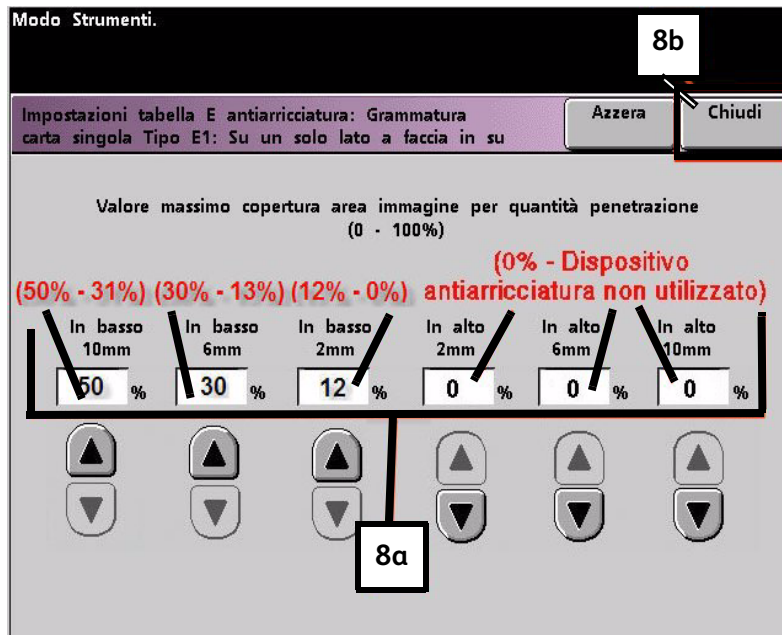 Modo Strumenti.
8b
Impostazioni tabella E antiarricciatura: Grammatura
carta singola Tipo E1: Su un solo lato a faccia in su
Azzera
Chiudi
Valore massimo copertura area immagine per quantità penetrazione
(0 - 100%)
(50% - 31%) (30% - 13%) (12% - 0%)
(0% - Dispositivo
antiarricciatura non utilizzato)
In basso In basso In basso In alto In alto In alto
10mm 6mm 2mm 2mm 6mm 10mm
50 % 30 % 12 % 0 % 0 % 0 %
8a